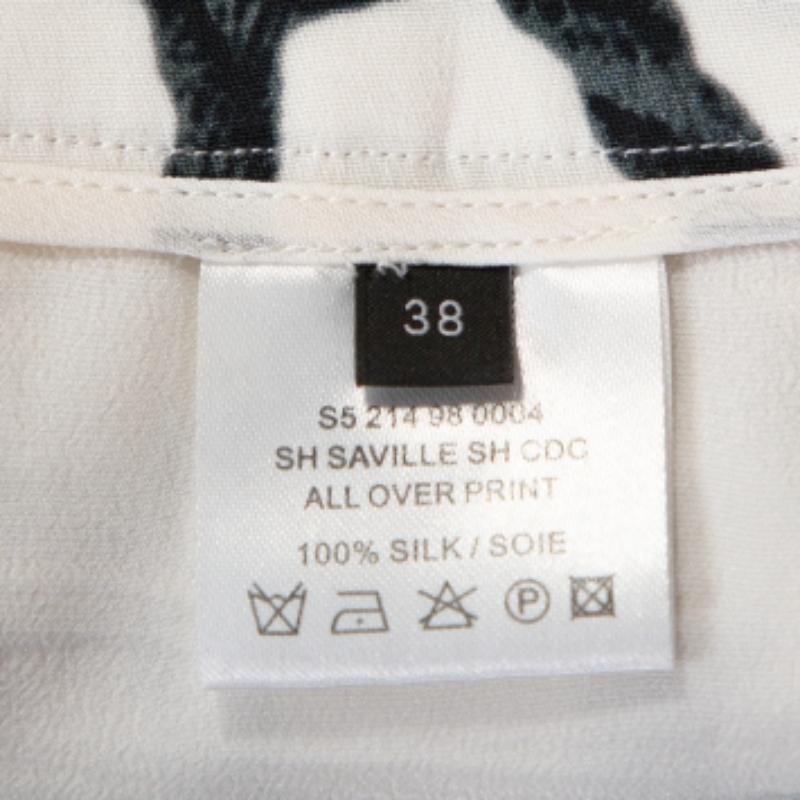 38
S5 214 98 0004
SH SAVILLE SH CDC
ALL OVER PRINT
100% SILK / SOIE
P